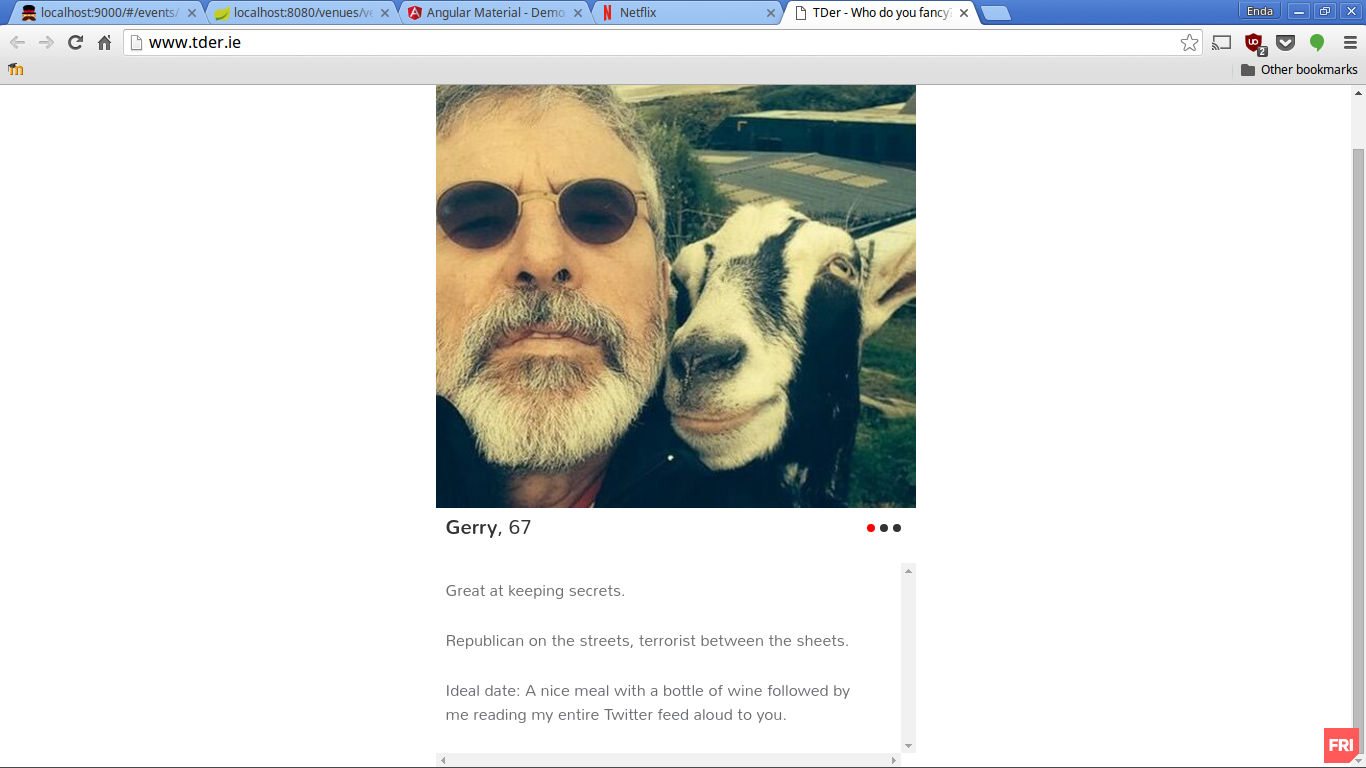 localhost:9000/#/events/
localhost:8080/venues/ve
Angular Material - Demo
Netflix
TDer - Who do you fancy?
Enda
www.tder.ie
2
Other bookmarks
Gerry, 67
Great at keeping secrets.
Republican on the streets, terrorist between the sheets.
Ideal date: A nice meal with a bottle of wine followed by
me reading my entire Twitter feed aloud to you.
FRI